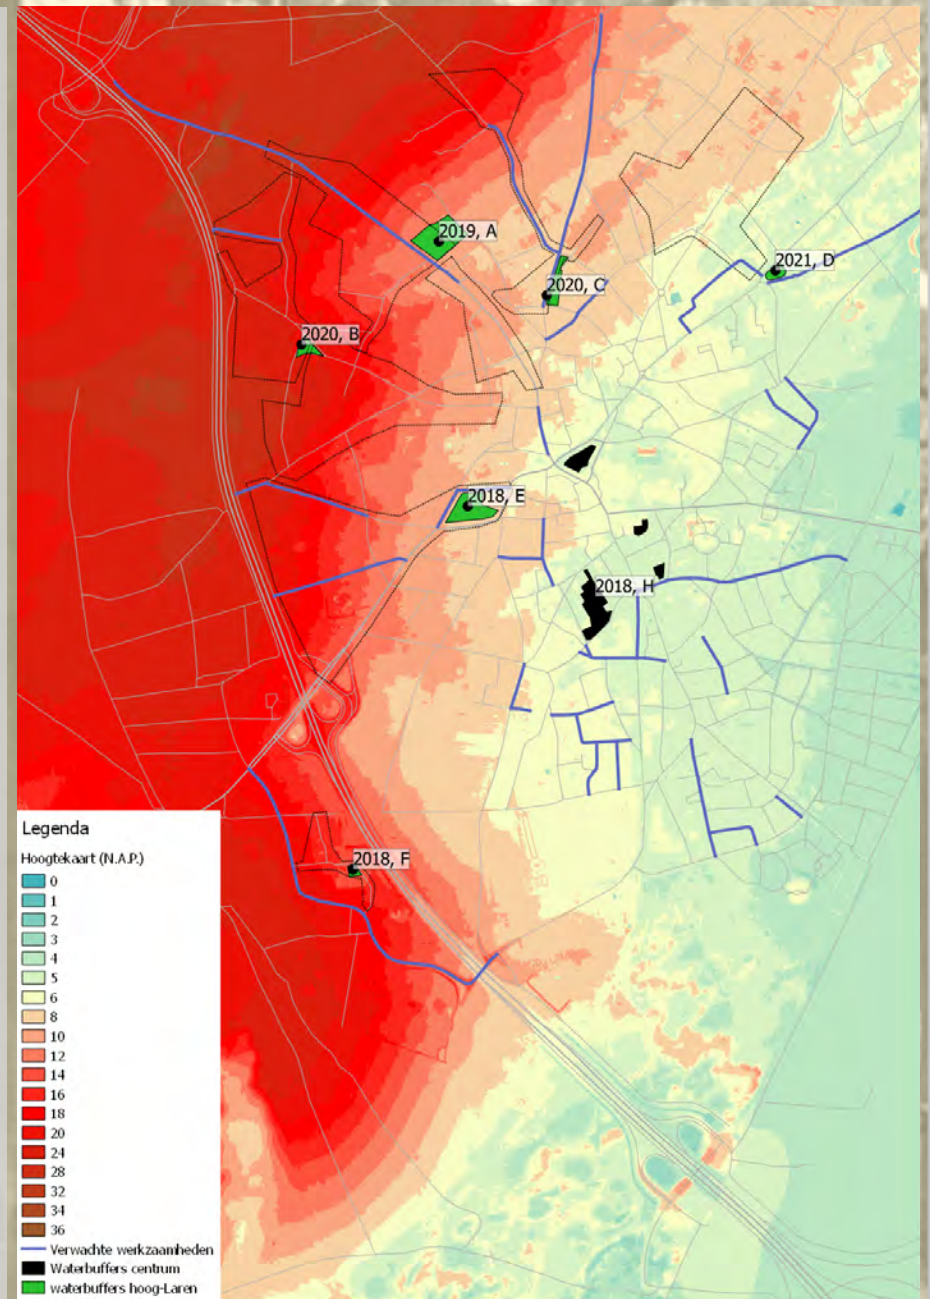 2019, A
2021, D
2020, C
2020, B
2018, E
2018, H
2018, F
Legenda
Hoogtekaart (N.A.P.)
0
1
2
3
4
5
6
8
10
12
14
16
18
20
24
28
32
34
36
Verwachte werkzaamheden
Waterbuffers centrum
waterbuffers hoog-Laren